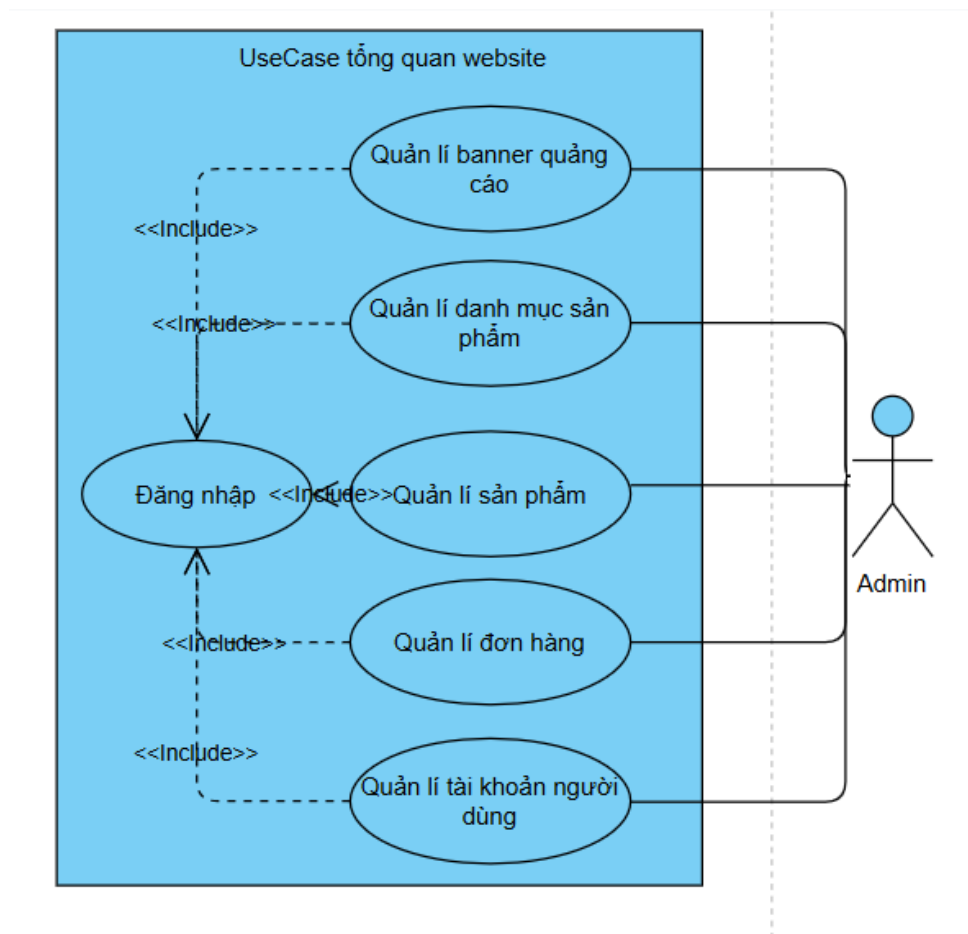 UseCase tổng quan website
Quản lí banner quảng
cáo
<<Include>>
Quản lí danh mục sản
phẩm
<<Include>>
Đăng nhập
<<Include>>
Quản lí sản phẩm
Admin
Quản lí đơn hàng
<<Include>>
<<Include>>
Quản lí tài khoản người
dùng